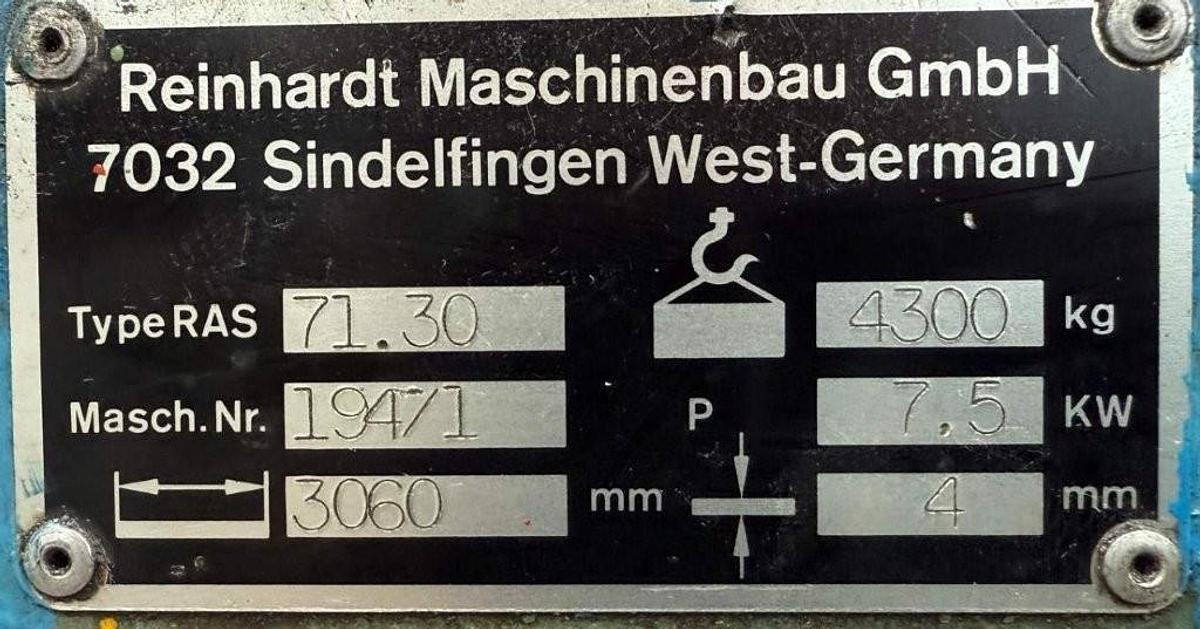 Reinhardt Maschinenbau GmbH
7032 Sindelfingen West-Germany
Type RAS 71.30 4300 kg
Masch. Nr. 194/1 P 7.5 KW
3060 mm 4 mm